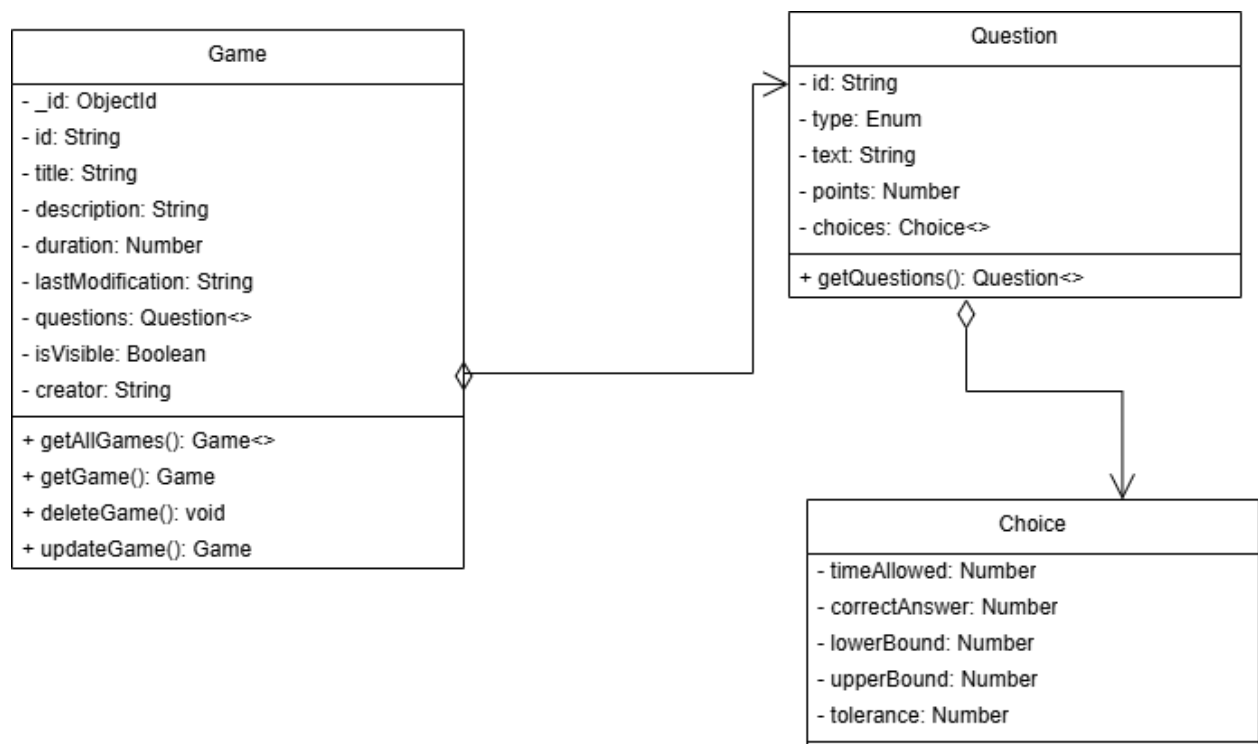 Game
- _id: ObjectId
- id: String
- title: String
- description: String
- duration: Number
- lastModification: String
- questions: Question<>
- isVisible: Boolean
- creator: String
+ getAllGames(): Game<>
+ getGame(): Game
+ deleteGame(): void
+ updateGame(): Game
Question
- id: String
- type: Enum
- text: String
- points: Number
- choices: Choice<>
+ getQuestions(): Question<>
Choice
- timeAllowed: Number
- correctAnswer: Number
- lowerBound: Number
- upperBound: Number
- tolerance: Number